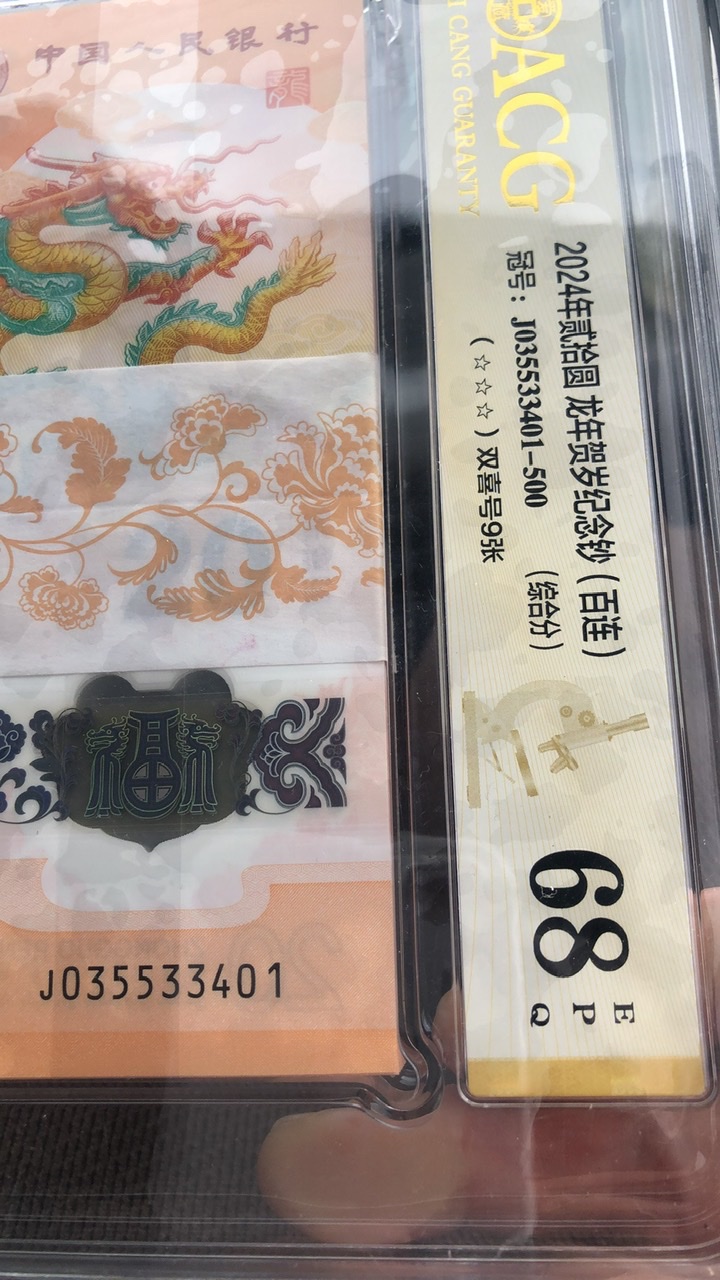 中国人民银行
龍
J035533401
ACG
CANG GUARANTY
2024年贰拾圆 龙年贺岁纪念钞（百连）
冠号：J035533401-500 （综合分）
（☆☆☆）双喜号9张
68
E
P
Q